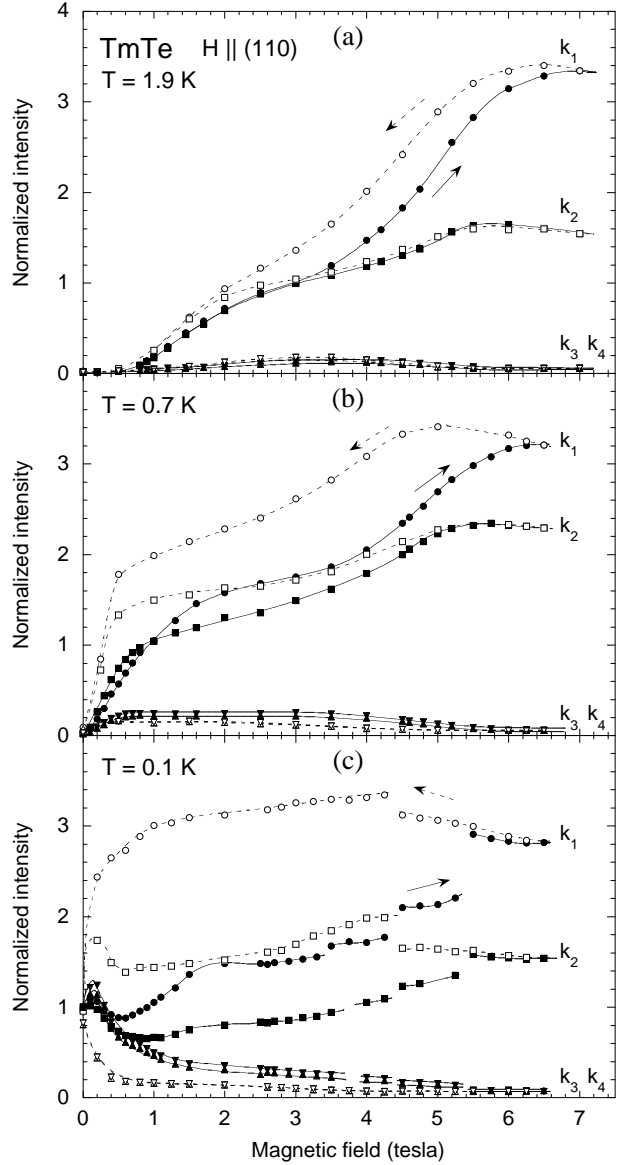 (a)
TmTe H || (110)
T = 1.9 K
k1
k2
k3 k4
Normalized intensity
4
3
2
1
0
(b)
T = 0.7 K
k1
k2
k3 k4
Normalized intensity
3
2
1
0
(c)
T = 0.1 K
k1
k2
k3 k4
Normalized intensity
3
2
1
0
0 1 2 3 4 5 6 7
Magnetic field (tesla)